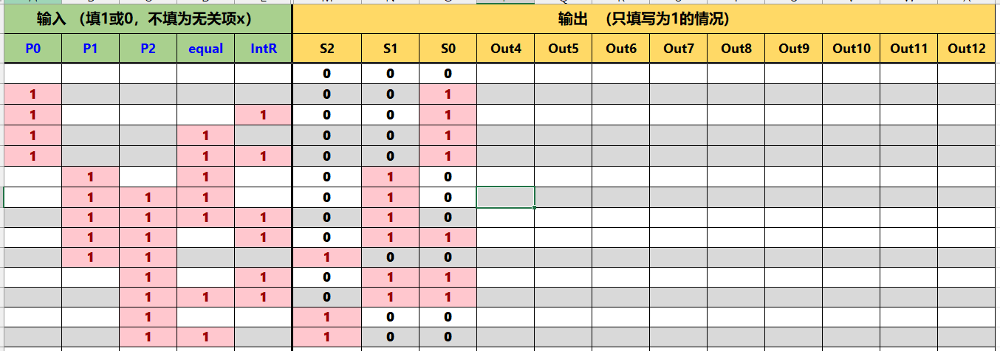 输入 （填1或0，不填为无关项x） 输出 （只填写为1的情况）
P0 P1 P2 equal IntR S2 S1 S0 Out4 Out5 Out6 Out7 Out8 Out9 Out10 Out11 Out12
0 0 0
1 0 0 1
1 1 0 0 1
1 1 0 0 1
1 1 1 0 0 1
1 1 0 1 0
1 1 1 0 1 0
1 1 1 1 0 1 0
1 1 1 0 1 1
1 1 1 0 0
1 1 0 1 1
1 1 1 0 1 1
1 1 0 0
1 1 1 0 0